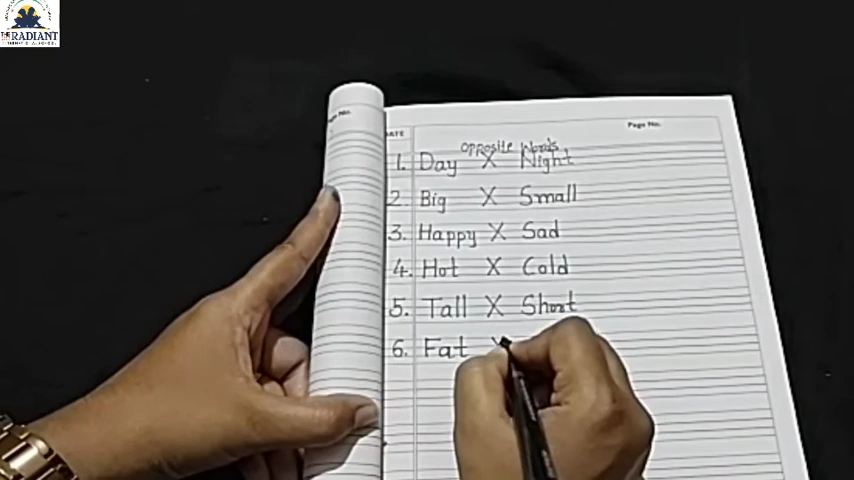 THE RADIANT
Page No.
DATE
Page No.
Opposite Words
1. Day X Night
2. Big X Small
3. Happy X Sad
4. Hot X Cold
5. Tall X Short
6. Fat X